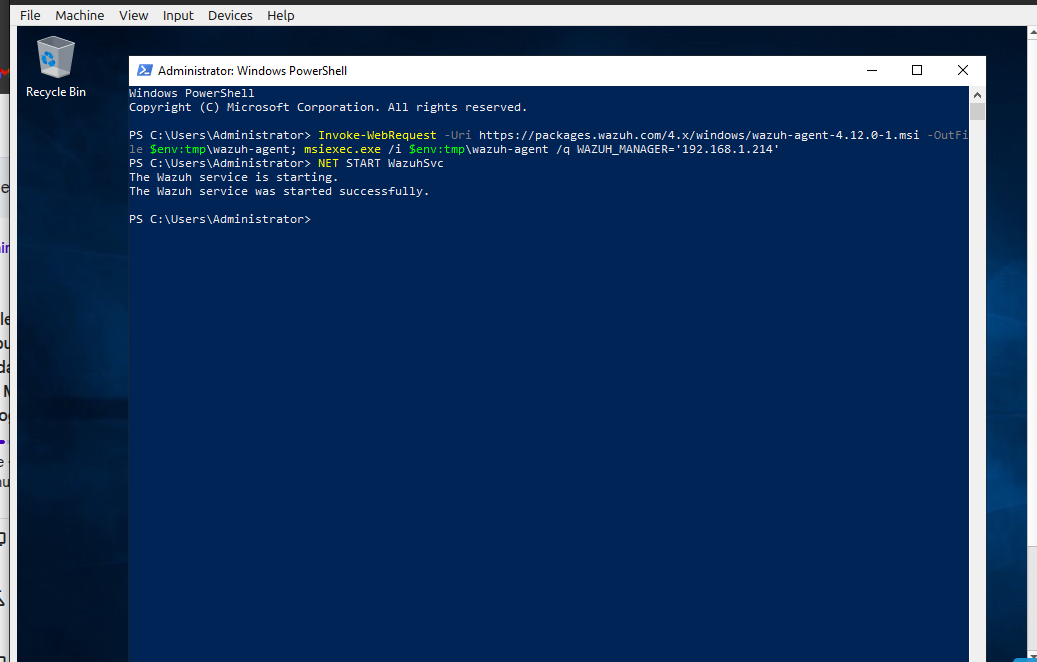 File Machine View Input Devices Help
Recycle Bin
Administrator: Windows PowerShell
Windows PowerShell
Copyright (C) Microsoft Corporation. All rights reserved.
PS C:\Users\Administrator> Invoke-WebRequest -Uri https://packages.wazuh.com/4.x/windows/wazuh-agent-4.12.0-1.msi -OutFi
le $env:tmp\wazuh-agent; msiexec.exe /i $env:tmp\wazuh-agent /q WAZUH_MANAGER='192.168.1.214'
PS C:\Users\Administrator> NET START WazuhSvc
The Wazuh service is starting.
The Wazuh service was started successfully.
PS C:\Users\Administrator>